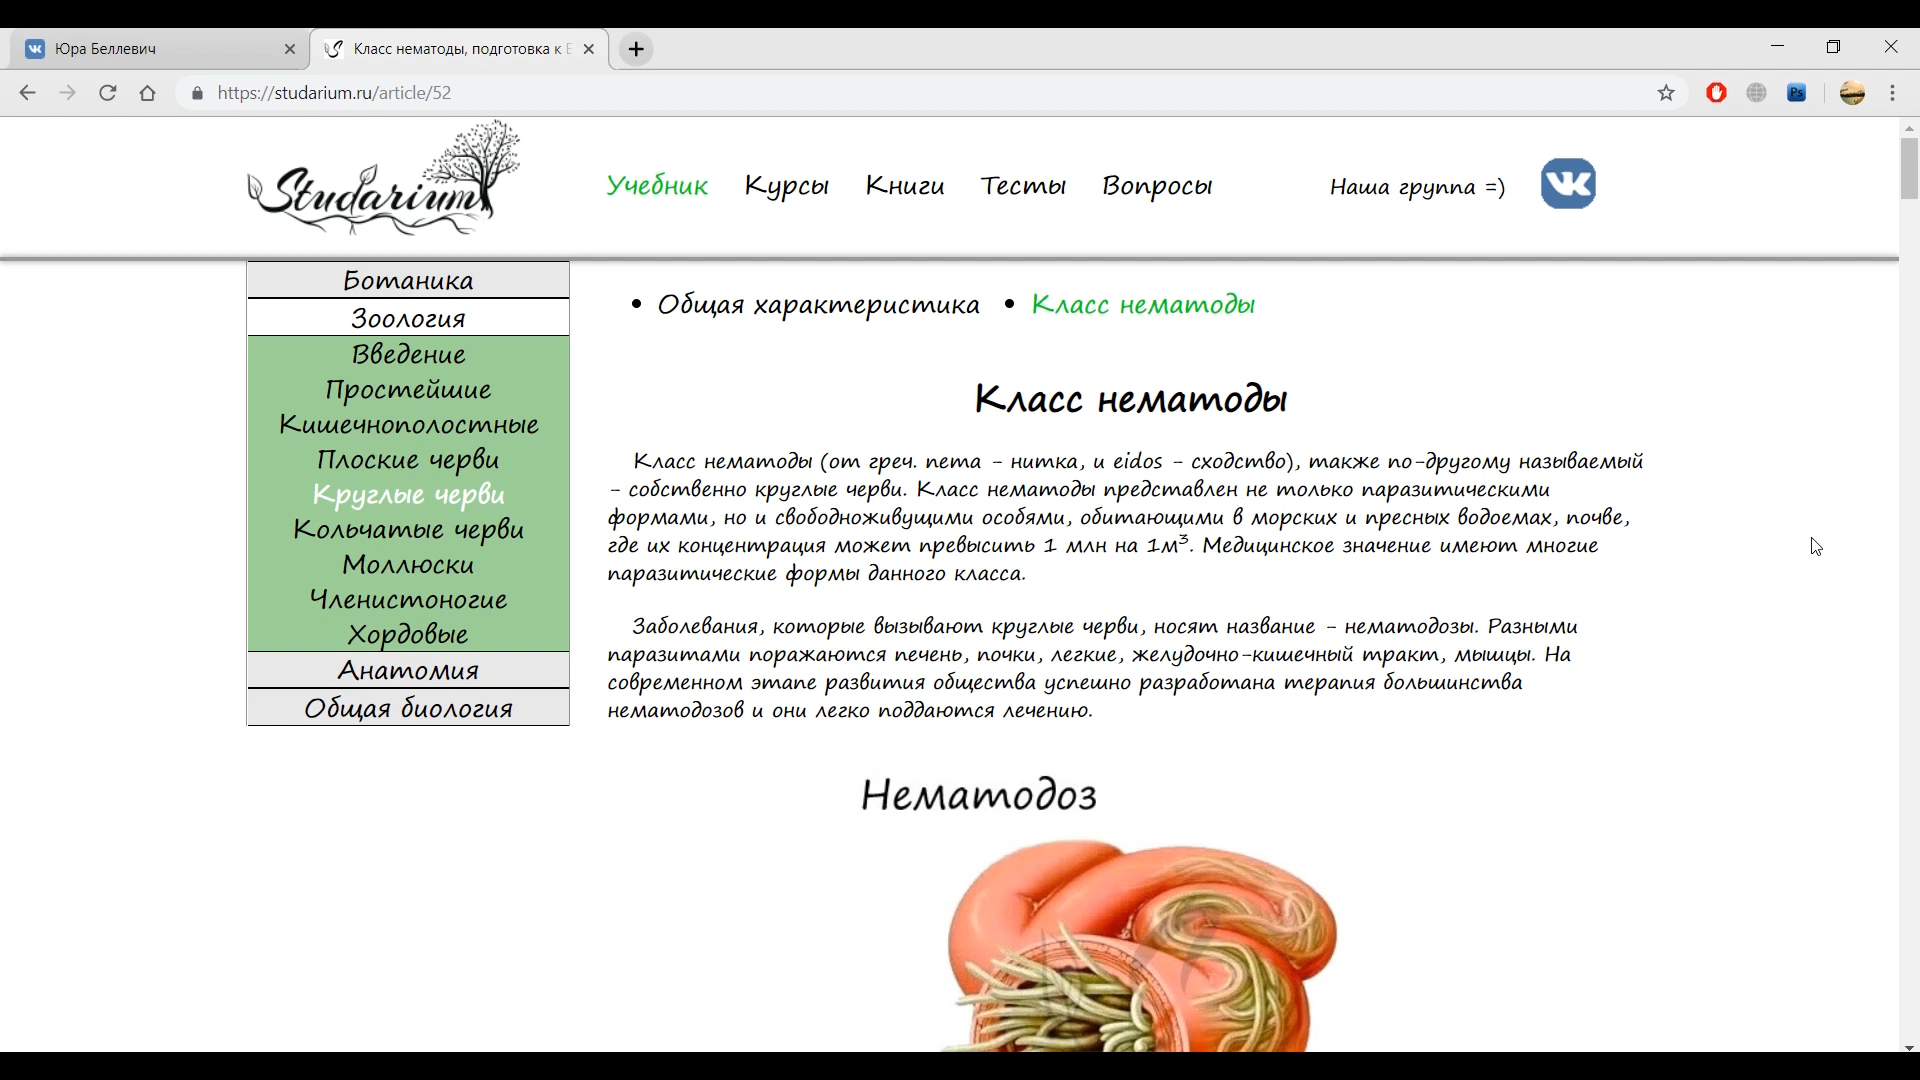 Юра Беллевич
Класс нематоды, подготовка к Е
https://studarium.ru/article/52
Ps
Studarium
Учебник Курсы Книги Тесты Вопросы Наша группа =)
Ботаника
Зоология
Введение
Простейшие
Кишечнополостные
Плоские черви
Круглые черви
Кольчатые черви
Моллюски
Членистоногие
Хордовые
Анатомия
Общая биология
• Общая характеристика • Класс нематоды
Класс нематоды
Класс нематоды (от греч. nema - нитка, и eidos - сходство), также по-другому называемый
- собственно круглые черви. Класс нематоды представлен не только паразитическими
формами, но и свободноживущими особями, обитающими в морских и пресных водоемах, почве,
где их концентрация может превысить 1 млн на 1м³. Медицинское значение имеют многие
паразитические формы данного класса.
Заболевания, которые вызывают круглые черви, носят название - нематодозы. Разными
паразитами поражаются печень, почки, легкие, желудочно-кишечный тракт, мышцы. На
современном этапе развития общества успешно разработана терапия большинства
нематодозов и они легко поддаются лечению.
Нематодоз